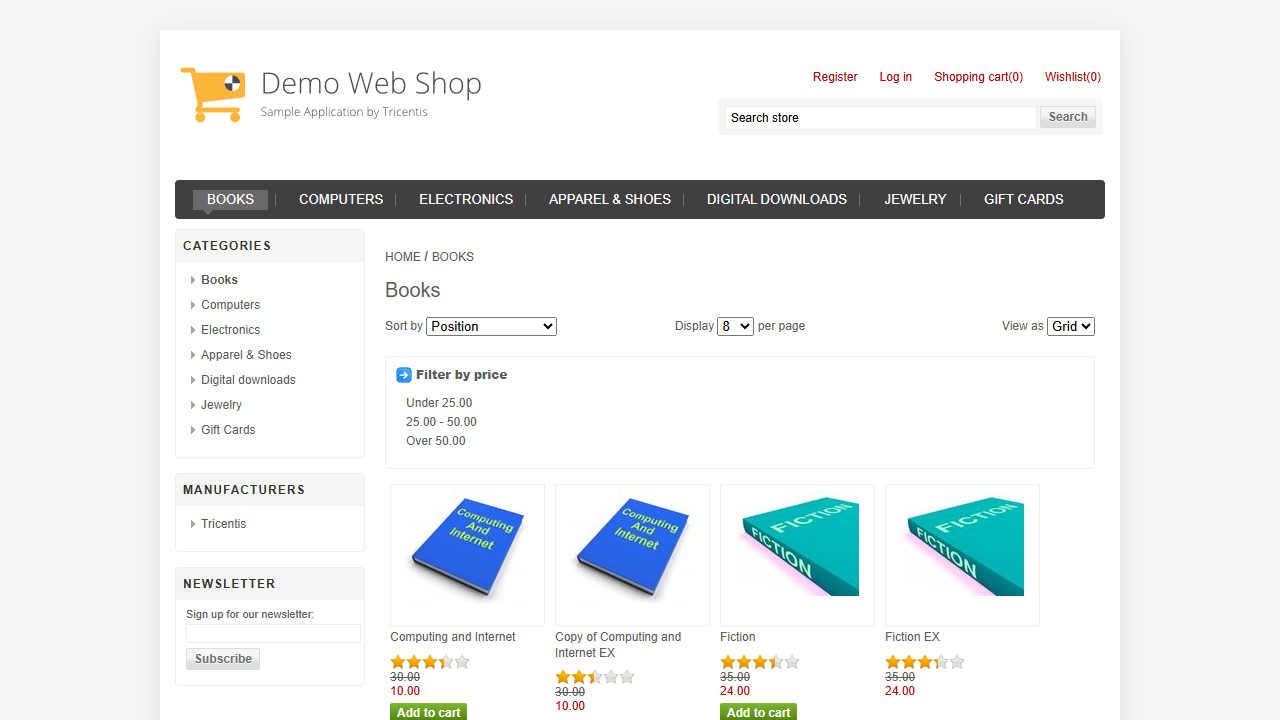 Demo Web Shop
Sample Application by Tricentis
Register Log in Shopping cart(0) Wishlist(0)
Search store Search
BOOKS COMPUTERS ELECTRONICS APPAREL & SHOES DIGITAL DOWNLOADS JEWELRY GIFT CARDS
CATEGORIES
Books
Computers
Electronics
Apparel & Shoes
Digital downloads
Jewelry
Gift Cards
MANUFACTURERS
Tricentis
NEWSLETTER
Sign up for our newsletter:
Subscribe
HOME / BOOKS
Books
Sort by Position Display 8 per page View as Grid
Filter by price
Under 25.00
25.00 - 50.00
Over 50.00
Computing
And
Internet
Computing and Internet
30.00
10.00
Add to cart
Computing
And
Internet
Copy of Computing and
Internet EX
30.00
10.00
FICTION
FICTION
Fiction
35.00
24.00
Add to cart
FICTION
FICTION
Fiction EX
35.00
24.00